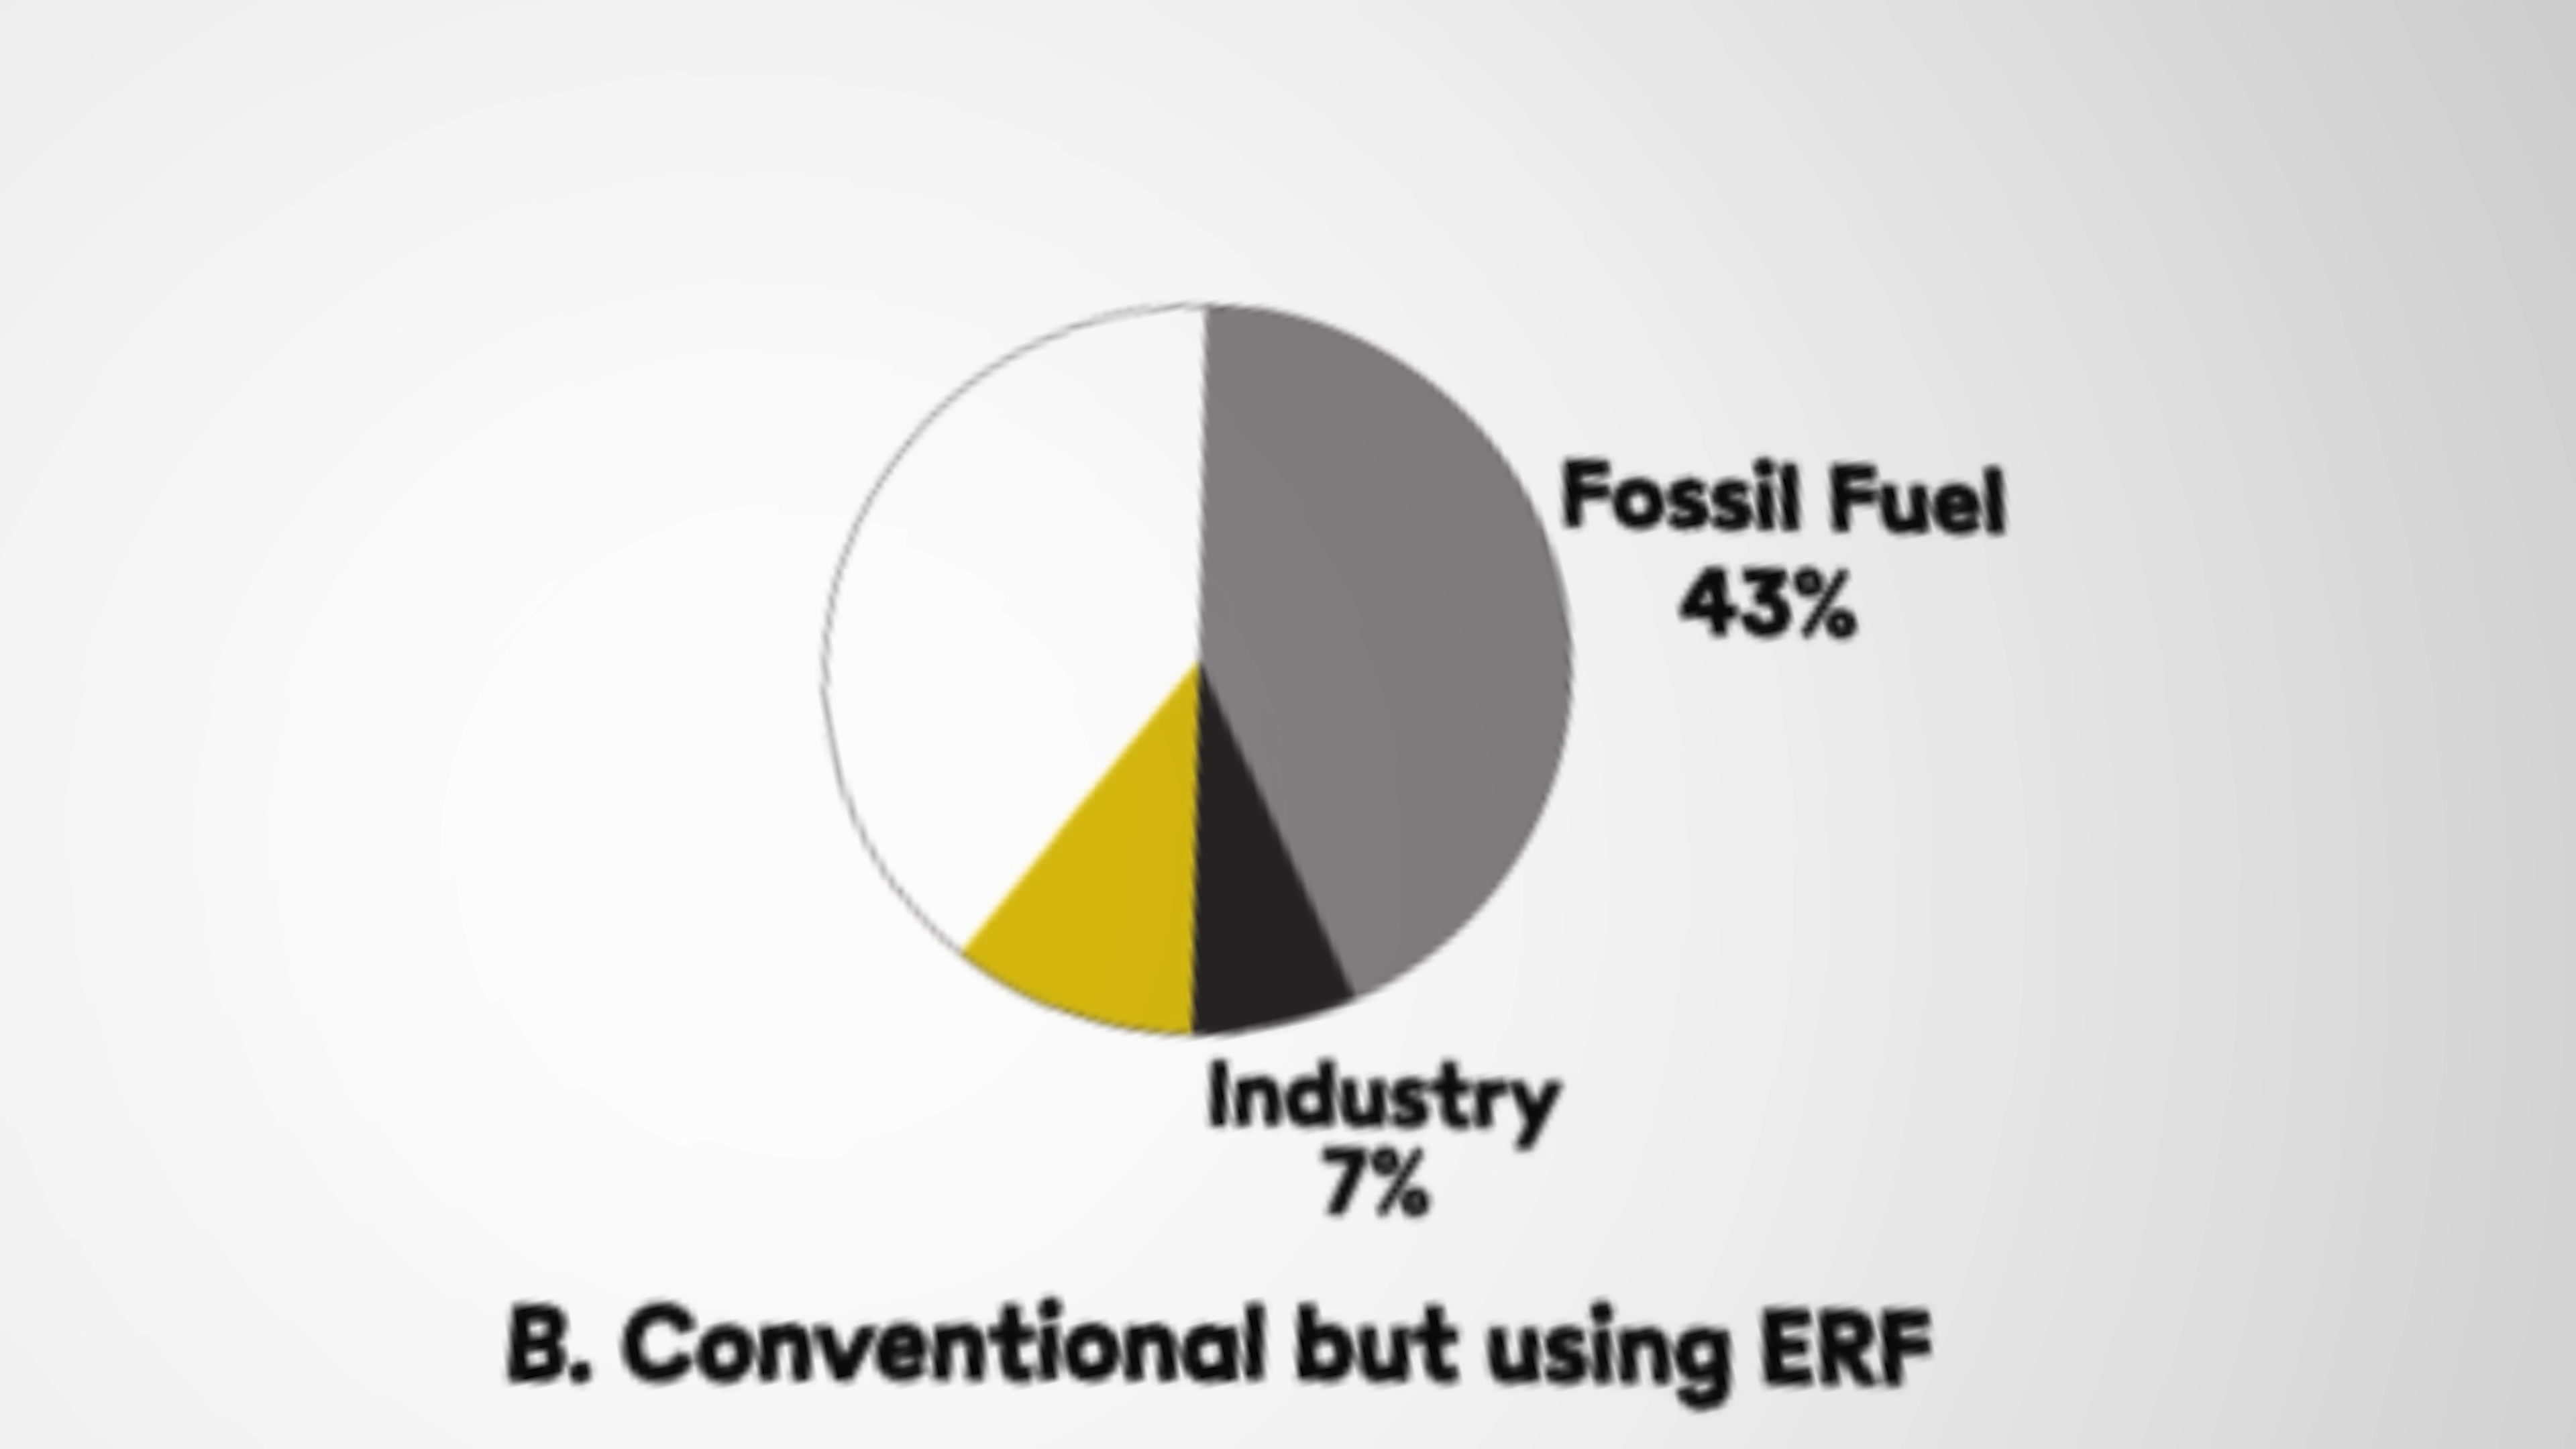 Fossil Fuel
43%
Industry
7%
B. Conventional but using ERF